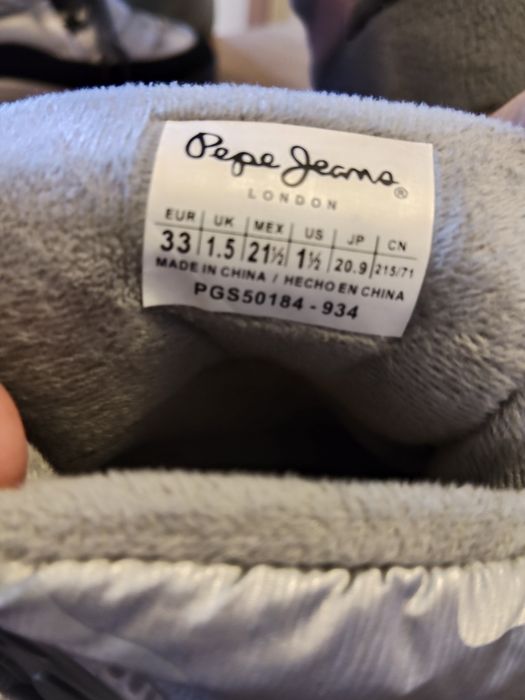 Pepe Jeans®
LONDON
EUR UK MEX US JP CN
33 1.5 21½ 1½ 20.9 215/71
MADE IN CHINA / HECHO EN CHINA
PGS50184 - 934